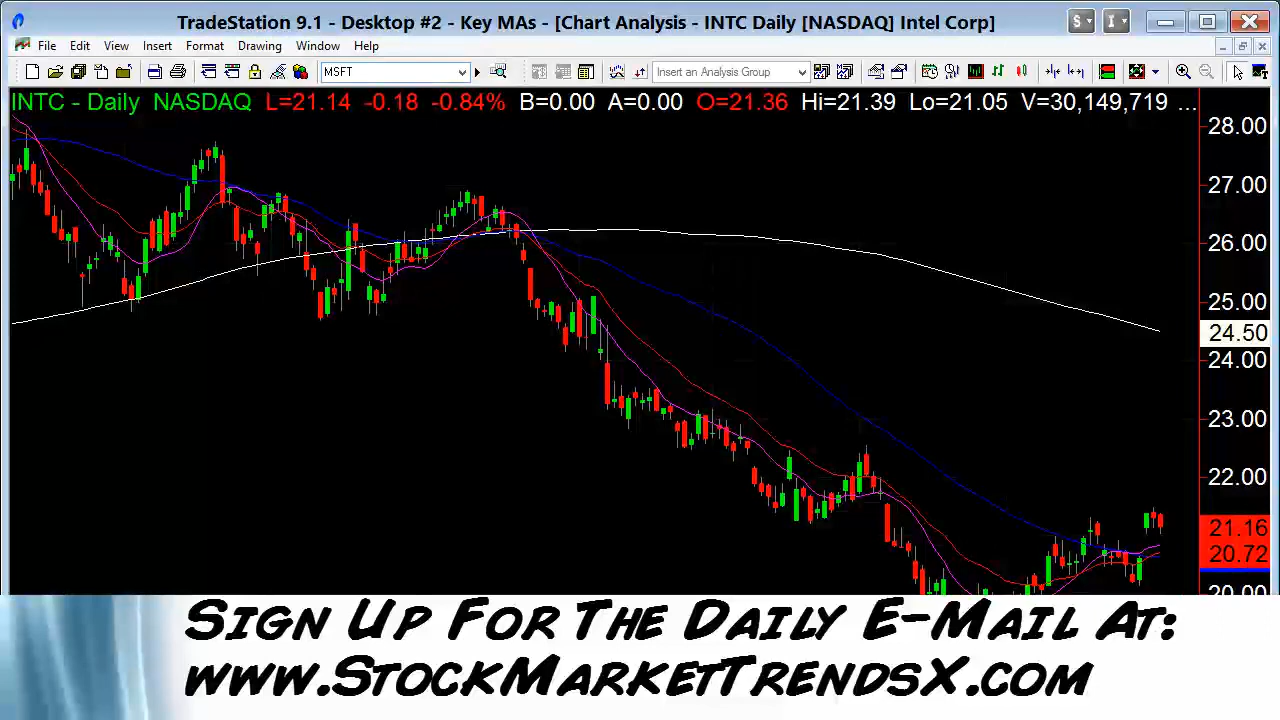 TradeStation 9.1 - Desktop #2 - Key MAs - [Chart Analysis - INTC Daily [NASDAQ] Intel Corp]
File Edit View Insert Format Drawing Window Help
MSFT Insert an Analysis Group
INTC - Daily NASDAQ L=21.14 -0.18 -0.84% B=0.00 A=0.00 O=21.36 Hi=21.39 Lo=21.05 V=30,149,719 ...
28.00
27.00
26.00
25.00
24.50
24.00
23.00
22.00
21.16
20.72
20.00
Sign Up For The Daily E-Mail At:
www.StockMarketTrendsX.com